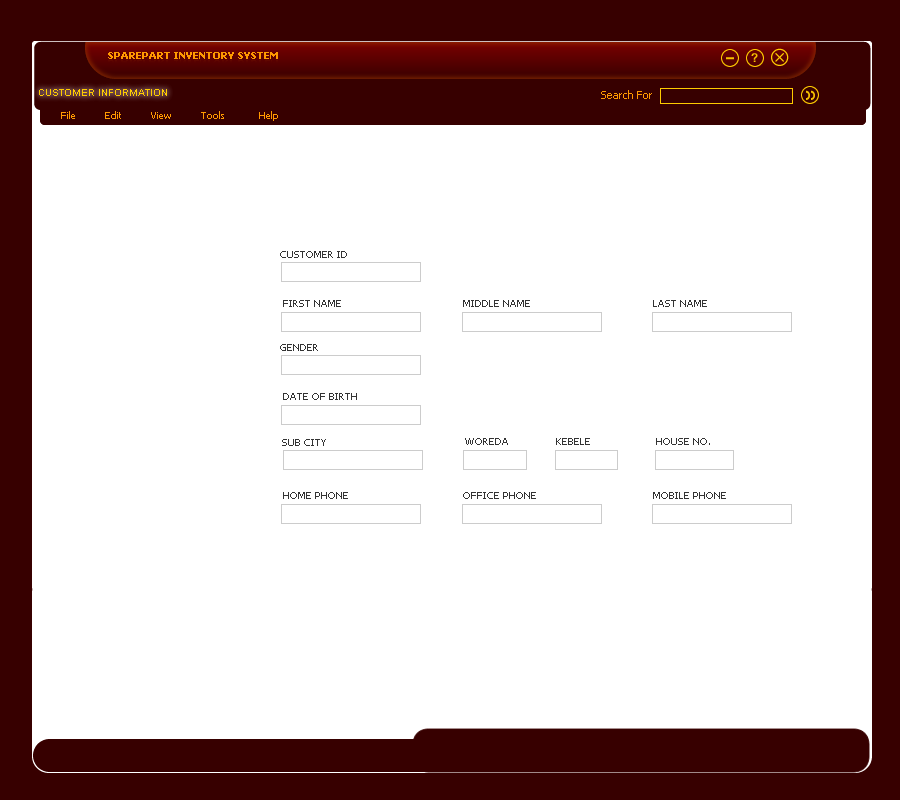 SPAREPART INVENTORY SYSTEM
?
CUSTOMER INFORMATION
Search For
File Edit View Tools Help
CUSTOMER ID
FIRST NAME MIDDLE NAME LAST NAME
GENDER
DATE OF BIRTH
SUB CITY WOREDA KEBELE HOUSE NO.
HOME PHONE OFFICE PHONE MOBILE PHONE